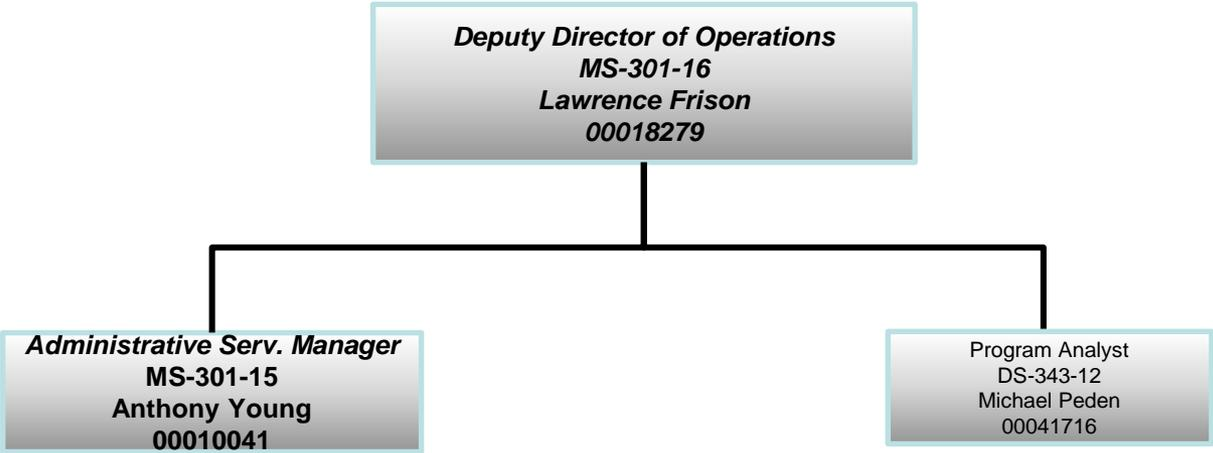 Deputy Director of Operations
MS-301-16
Lawrence Frison
00018279
Administrative Serv. Manager
MS-301-15
Anthony Young
00010041
Program Analyst
DS-343-12
Michael Peden
00041716